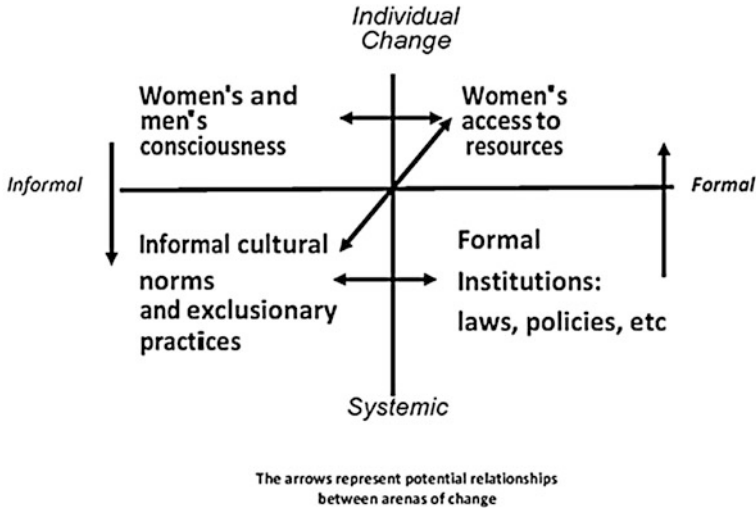 Individual
Change
Women's and
men's
consciousness
Women's
access to
resources
Informal
Formal
Informal cultural
norms
and exclusionary
practices
Formal
Institutions:
laws, policies, etc
Systemic
The arrows represent potential relationships
between arenas of change